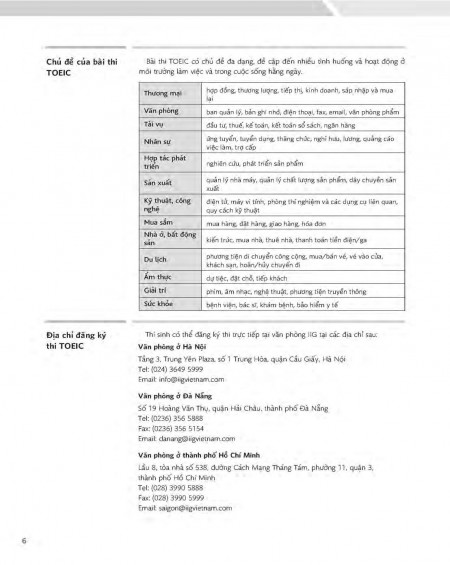 Chủ đề của bài thi
TOEIC
Bài thi TOEIC có chủ đề đa dạng, đề cập đến nhiều tình huống và hoạt động ở
môi trường làm việc và trong cuộc sống hằng ngày.
Thương mại
hợp đồng, thương lượng, tiếp thị, kinh doanh, sáp nhập và mua
lại
Văn phòng
ban quản lý, bản ghi nhớ, điện thoại, fax, email, văn phòng phẩm
Tài vụ
đầu tư, thuế, kế toán, kết toán sổ sách, ngân hàng
Nhân sự
ứng tuyển, tuyển dụng, thăng chức, nghỉ hưu, lương, quảng cáo
việc làm, trợ cấp
Hợp tác phát
triển
nghiên cứu, phát triển sản phẩm
Sản xuất
quản lý nhà máy, quản lý chất lượng sản phẩm, dây chuyền sản
xuất
Kỹ thuật, công
nghệ
điện tử, máy vi tính, phòng thí nghiệm và các dụng cụ liên quan,
quy cách kỹ thuật
Mua sắm
mua hàng, đặt hàng, giao hàng, hóa đơn
Nhà ở, bất động
sản
kiến trúc, mua nhà, thuê nhà, thanh toán tiền điện/ga
Du lịch
phương tiện di chuyển công cộng, mua/bán vé, vé vào cửa,
khách sạn, hoãn/hủy chuyến đi
Ẩm thực
dự tiệc, đặt chỗ, tiếp khách
Giải trí
phim, âm nhạc, nghệ thuật, phương tiện truyền thông
Sức khỏe
bệnh viện, bác sĩ, khám bệnh, bảo hiểm y tế
Địa chỉ đăng ký
thi TOEIC
Thí sinh có thể đăng ký thi trực tiếp tại văn phòng IIG tại các địa chỉ sau:
Văn phòng ở Hà Nội
Tầng 3, Trung Yên Plaza, số 1 Trung Hòa, quận Cầu Giấy, Hà Nội
Tel: (024) 3649 5999
Email: info@iigvietnam.com
Văn phòng ở Đà Nẵng
Số 19 Hoàng Văn Thụ, quận Hải Châu, thành phố Đà Nẵng
Tel: (0236) 356 5888
Fax: (0236) 356 5154
Email: danang@iigvietnam.com
Văn phòng ở thành phố Hồ Chí Minh
Lầu 8, tòa nhà số 538, đường Cách Mạng Tháng Tám, phường 11, quận 3,
thành phố Hồ Chí Minh
Tel: (028) 3990 5888
Fax: (028) 3990 5999
Email: saigon@iigvietnam.com
6